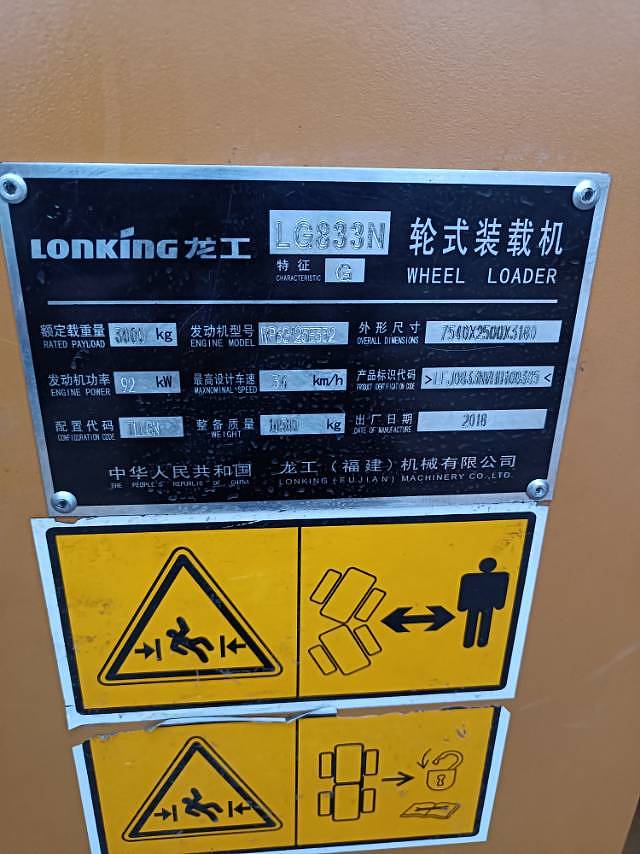 LONKING 龙工 LG833N 轮式装载机
特征 G WHEEL LOADER
CHARACTERISTIC
额定载重量 3000 kg 发动机型号 外形尺寸 7540X2500X3180
RATED PAYLOAD ENGINE MODEL OVERALL DIMENSIONS
发动机功率 92 kW 最高设计车速 km/h 产品标识代码
ENGINE POWER MAXNOMINAL SPEED PRODUCT IDENTIFICATION CODE
配置代码 整备质量 kg 出厂日期 2018
CONFIGURATION CODE WEIGHT DATE OF MANUFACTURE
中华人民共和国 龙工(福建)机械有限公司
THE PEOPLE'S REPUBLIC OF CHINA LONKING (FUJIAN) MACHINERY CO.,LTD.